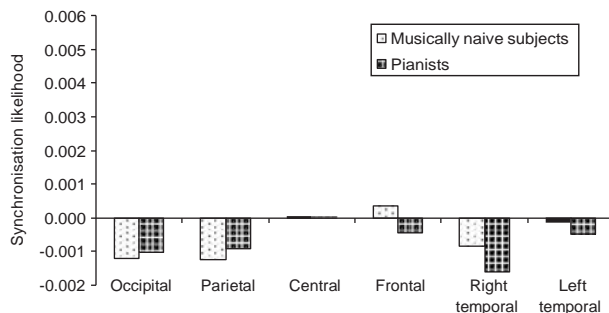 0.006
0.005
0.004
0.003
0.002
0.001
0.000
-0.001
-0.002
Synchronisation likelihood
Musically naive subjects
Pianists
Occipital Parietal Central Frontal Right temporal Left temporal